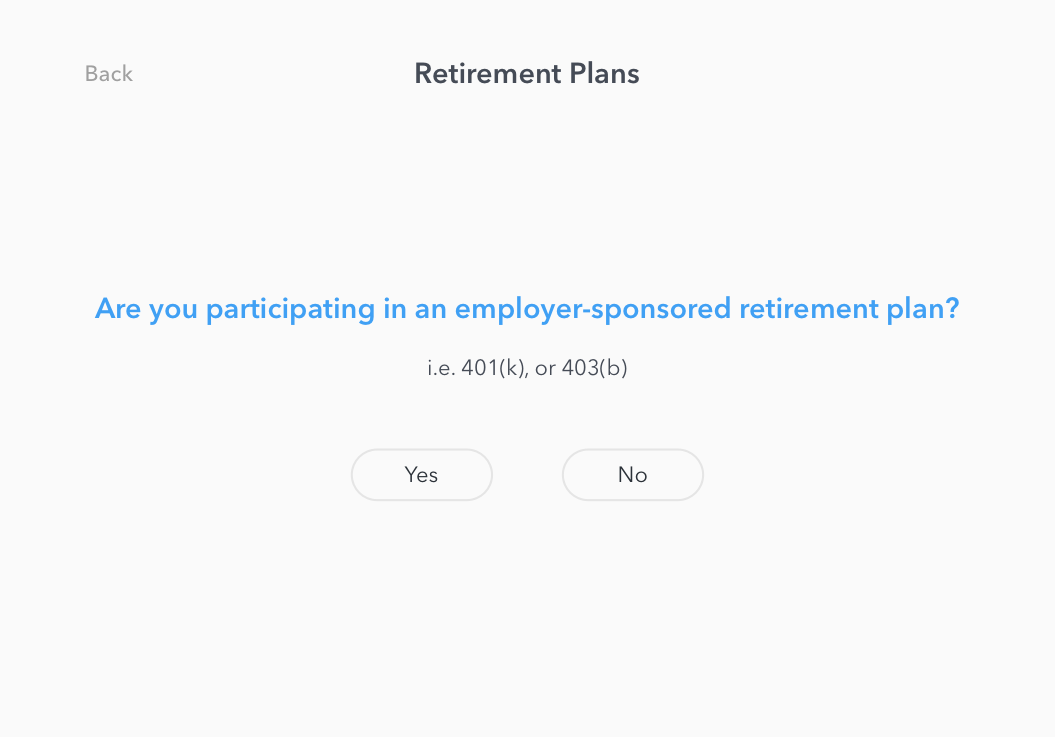 Back
Retirement Plans
Are you participating in an employer-sponsored retirement plan?
i.e. 401(k), or 403(b)
Yes
No